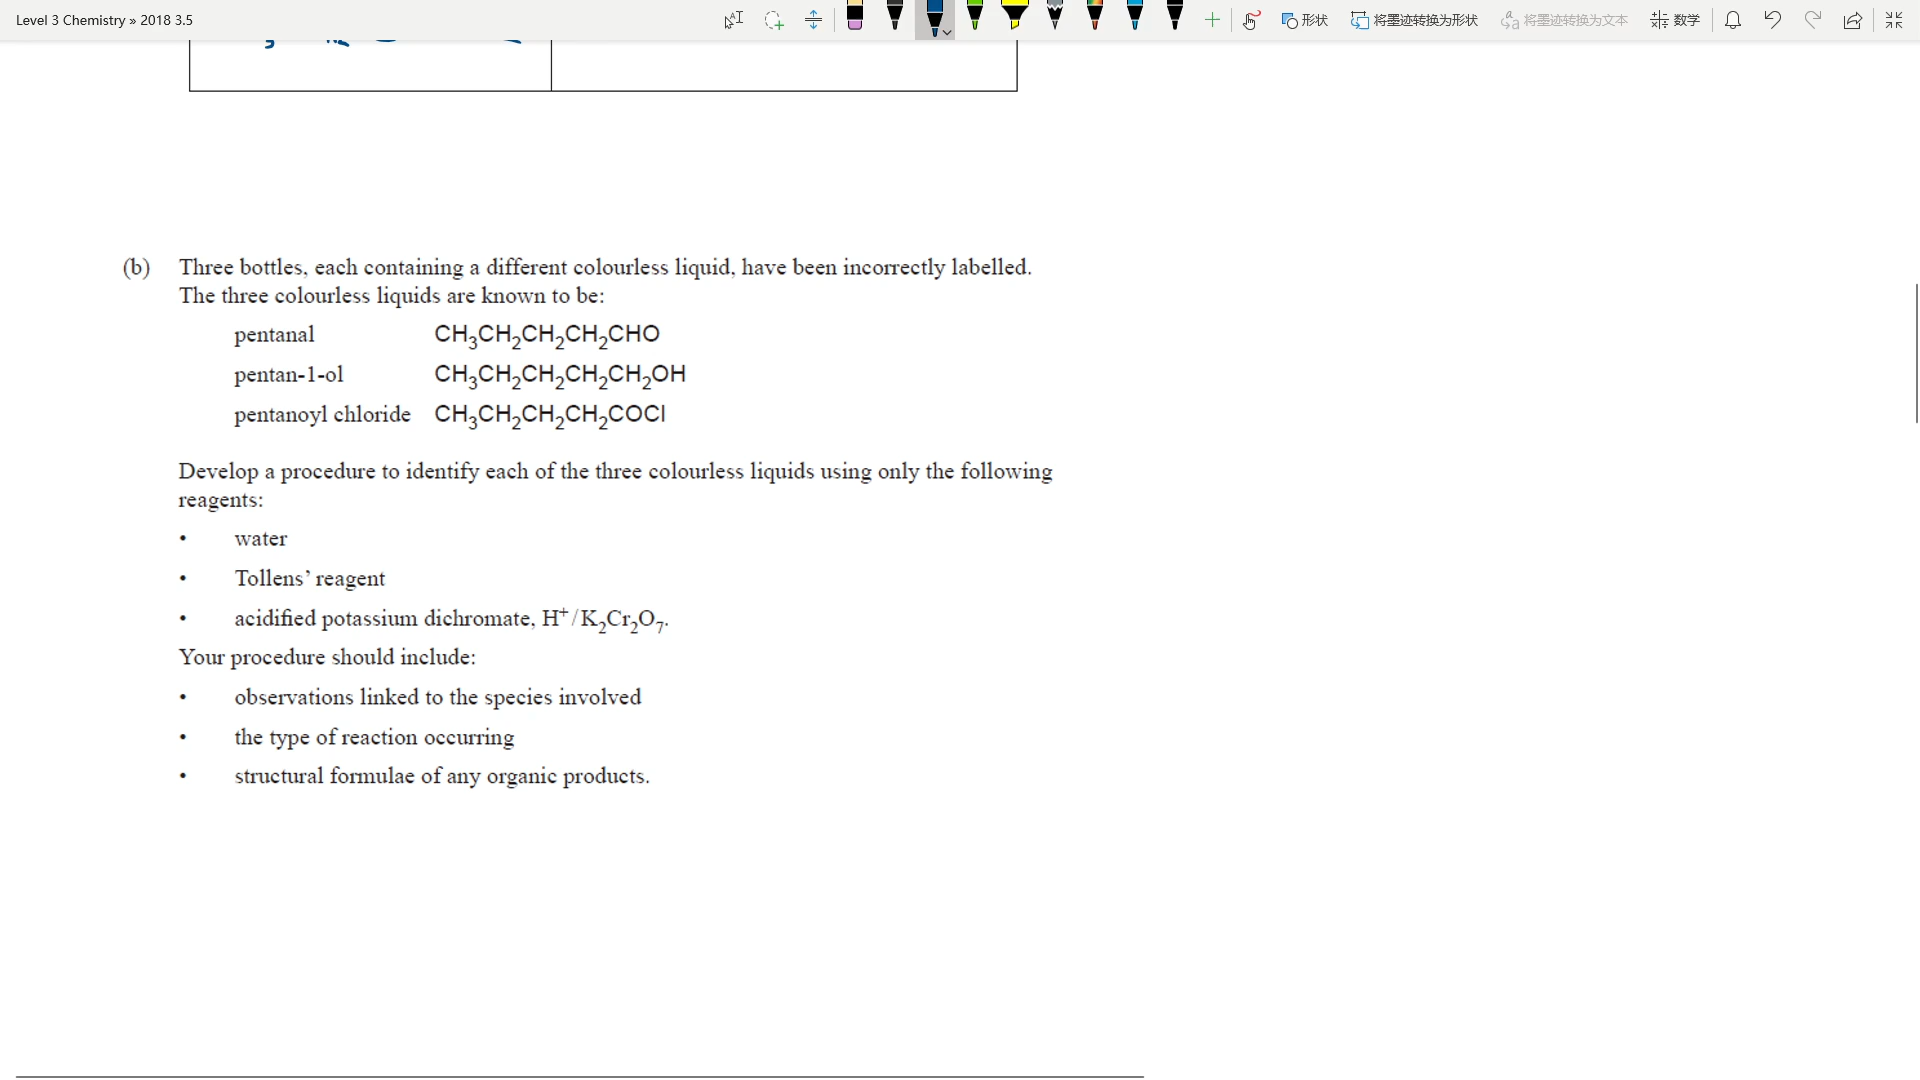 Level 3 Chemistry » 2018 3.5
形状
将墨迹转换为形状
将墨迹转换为文本
数学
(b) Three bottles, each containing a different colourless liquid, have been incorrectly labelled.
The three colourless liquids are known to be:
pentanal CH₃CH₂CH₂CH₂CHO
pentan-1-ol CH₃CH₂CH₂CH₂CH₂OH
pentanoyl chloride CH₃CH₂CH₂CH₂COCl
Develop a procedure to identify each of the three colourless liquids using only the following
reagents:
• water
• Tollens’ reagent
• acidified potassium dichromate, H⁺/K₂Cr₂O₇.
Your procedure should include:
• observations linked to the species involved
• the type of reaction occurring
• structural formulae of any organic products.